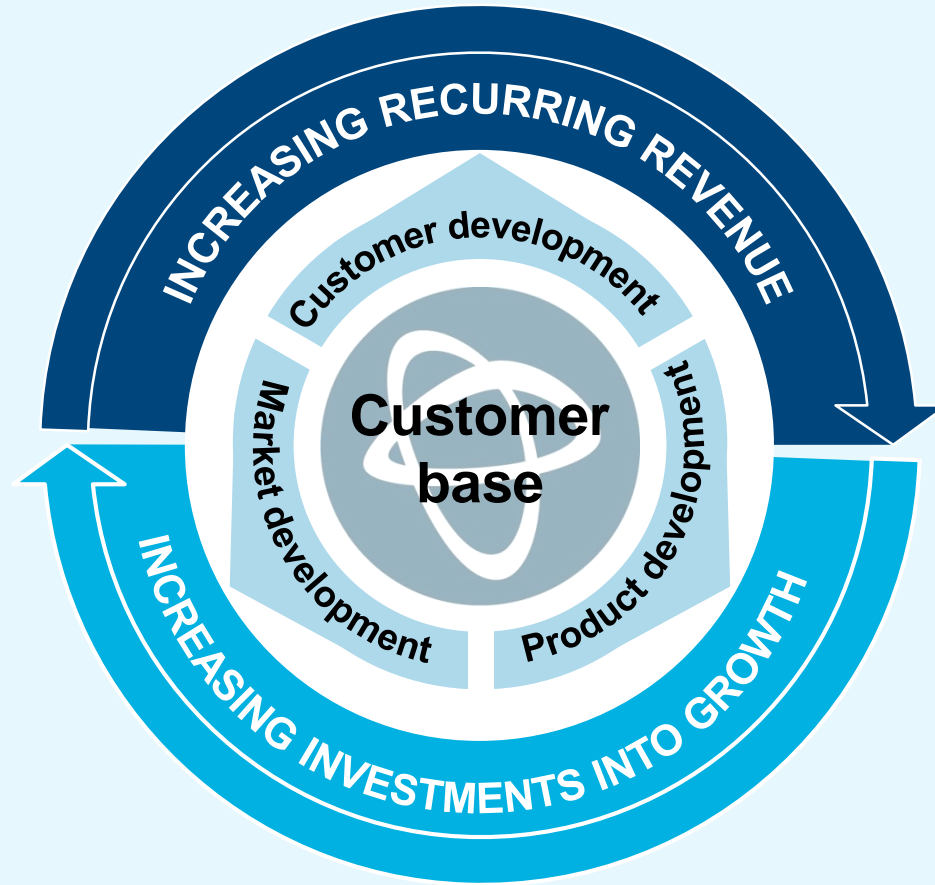 INCREASING RECURRING REVENUE
Customer development
Market development
Product development
Customer
base
INCREASING INVESTMENTS INTO GROWTH